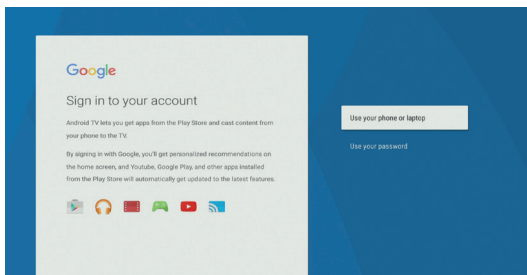 Google
Sign in to your account
Android TV lets you get apps from the Play Store and cast content from
your phone to the TV.
By signing in with Google, you'll get personalized recommendations on
the home screen, and Youtube, Google Play, and other apps installed
from the Play Store will automatically get updated to the latest features.
Use your phone or laptop
Use your password